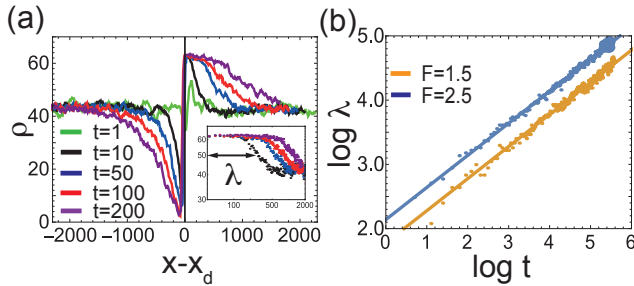 (a)
ρ
60
40
20
0
t=1
t=10
t=50
t=100
t=200
60
50
40
30
λ
100
500
2000
−2000
−1000
0
1000
2000
x-x_d
(b)
log λ
5.0
4.0
3.0
2.0
F=1.5
F=2.5
0
1
2
3
4
5
6
log t